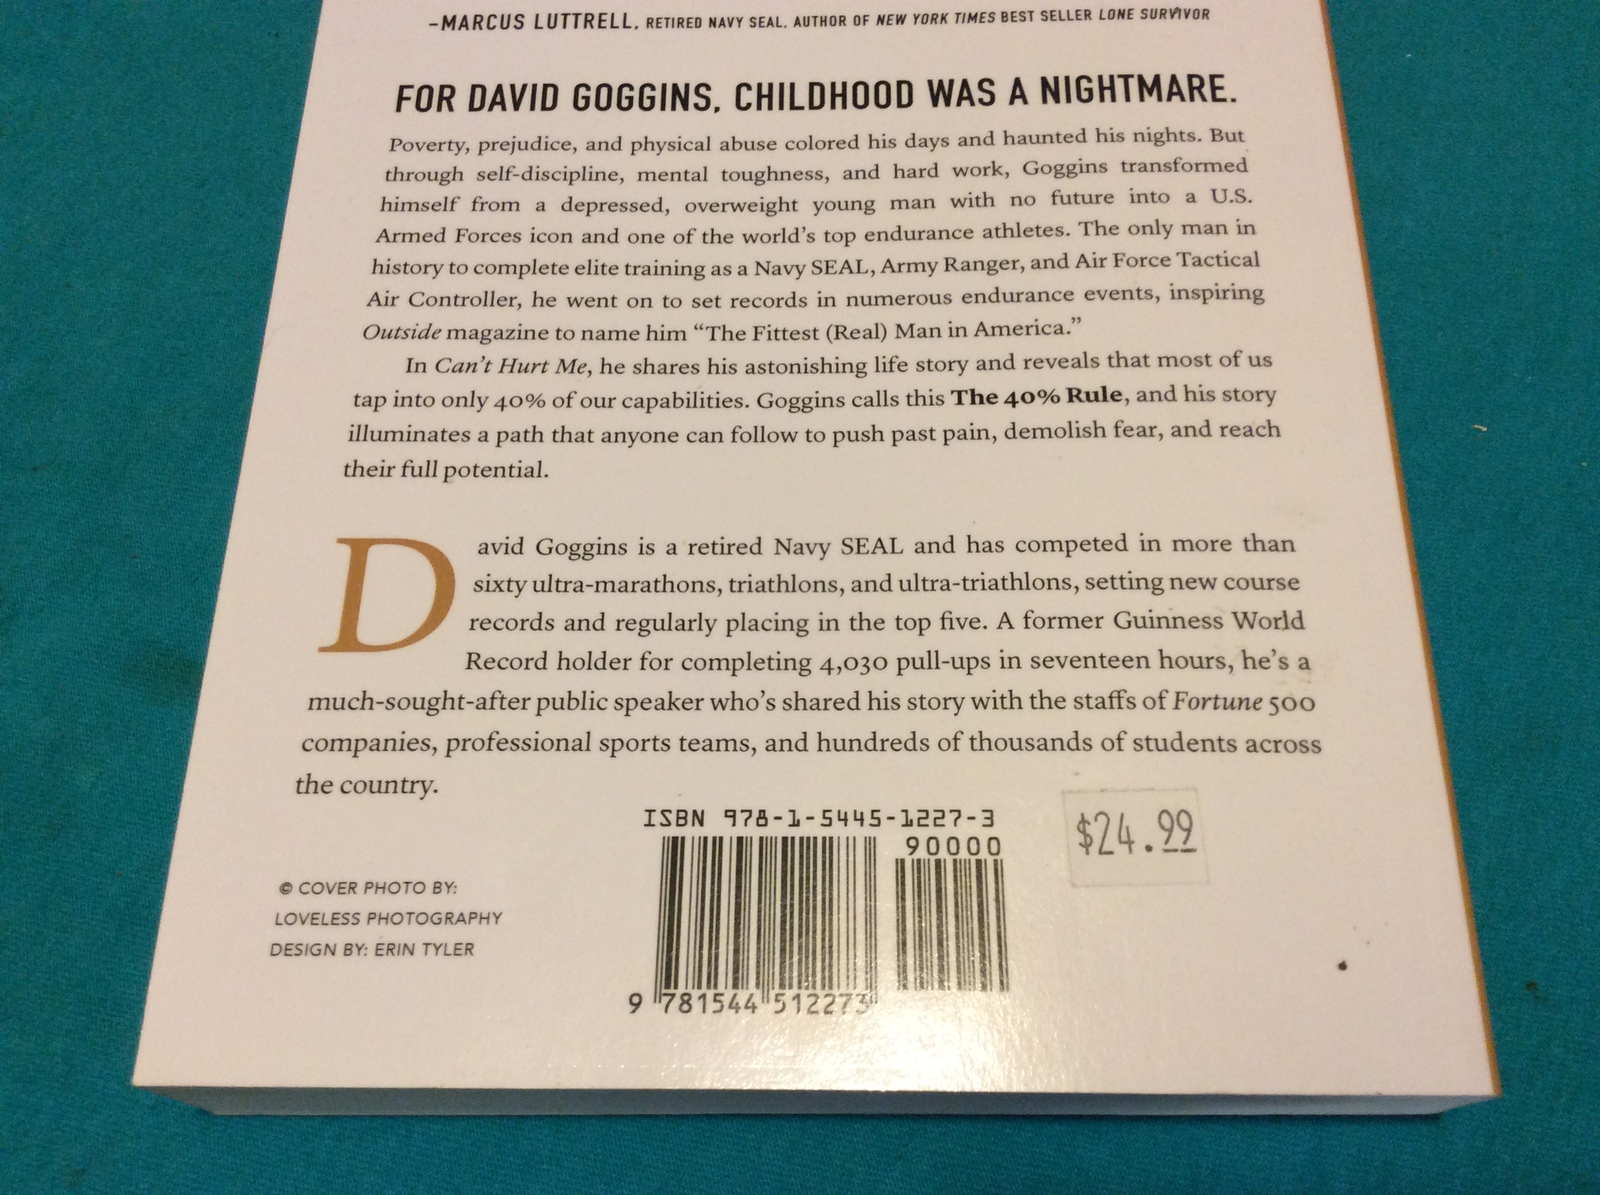 –MARCUS LUTTRELL, RETIRED NAVY SEAL, AUTHOR OF NEW YORK TIMES BEST SELLER LONE SURVIVOR
FOR DAVID GOGGINS, CHILDHOOD WAS A NIGHTMARE.
Poverty, prejudice, and physical abuse colored his days and haunted his nights. But
through self-discipline, mental toughness, and hard work, Goggins transformed
himself from a depressed, overweight young man with no future into a U.S.
Armed Forces icon and one of the world's top endurance athletes. The only man in
history to complete elite training as a Navy SEAL, Army Ranger, and Air Force Tactical
Air Controller, he went on to set records in numerous endurance events, inspiring
Outside magazine to name him “The Fittest (Real) Man in America.”
In Can't Hurt Me, he shares his astonishing life story and reveals that most of us
tap into only 40% of our capabilities. Goggins calls this The 40% Rule, and his story
illuminates a path that anyone can follow to push past pain, demolish fear, and reach
their full potential.
David Goggins is a retired Navy SEAL and has competed in more than
sixty ultra-marathons, triathlons, and ultra-triathlons, setting new course
records and regularly placing in the top five. A former Guinness World
Record holder for completing 4,030 pull-ups in seventeen hours, he's a
much-sought-after public speaker who's shared his story with the staffs of Fortune 500
companies, professional sports teams, and hundreds of thousands of students across
the country.
ISBN 978-1-5445-1227-3
90000
$24.99
© COVER PHOTO BY:
LOVELESS PHOTOGRAPHY
DESIGN BY: ERIN TYLER
9 781544 512273